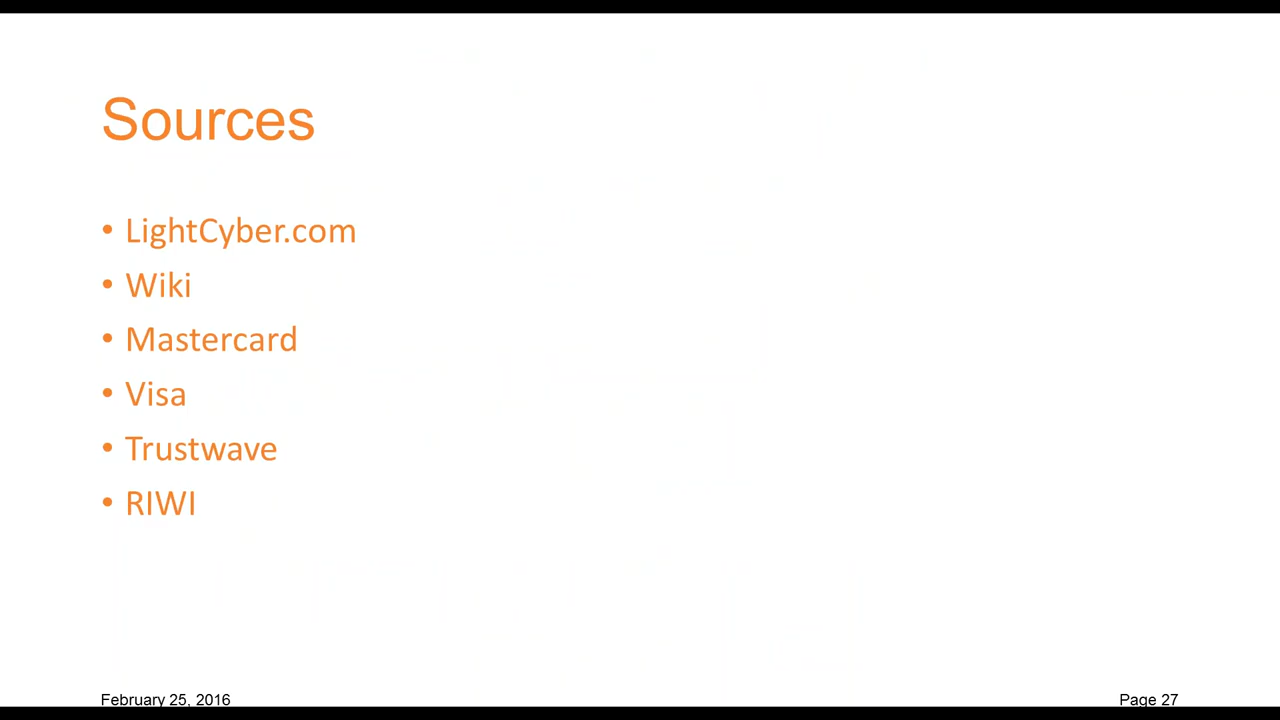 Sources
• LightCyber.com
• Wiki
• Mastercard
• Visa
• Trustwave
• RIWI
February 25, 2016
Page 27